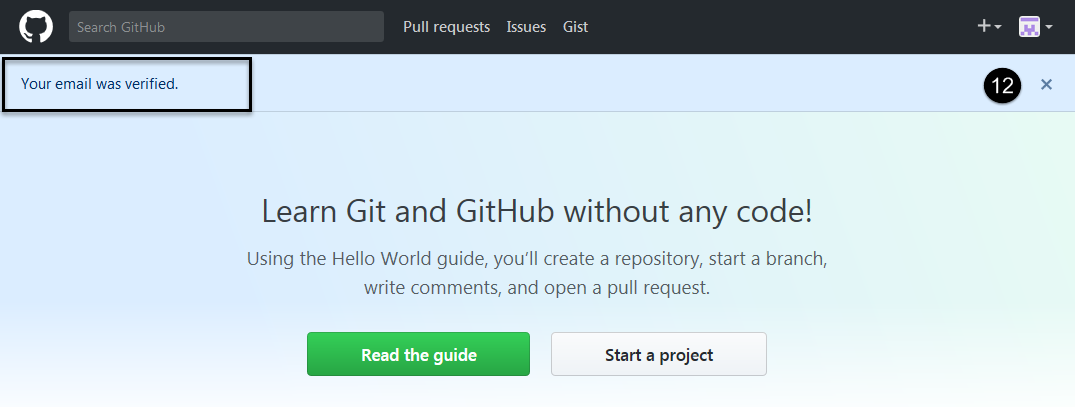 Search GitHub Pull requests Issues Gist
Your email was verified.
12
Learn Git and GitHub without any code!
Using the Hello World guide, you’ll create a repository, start a branch,
write comments, and open a pull request.
Read the guide Start a project